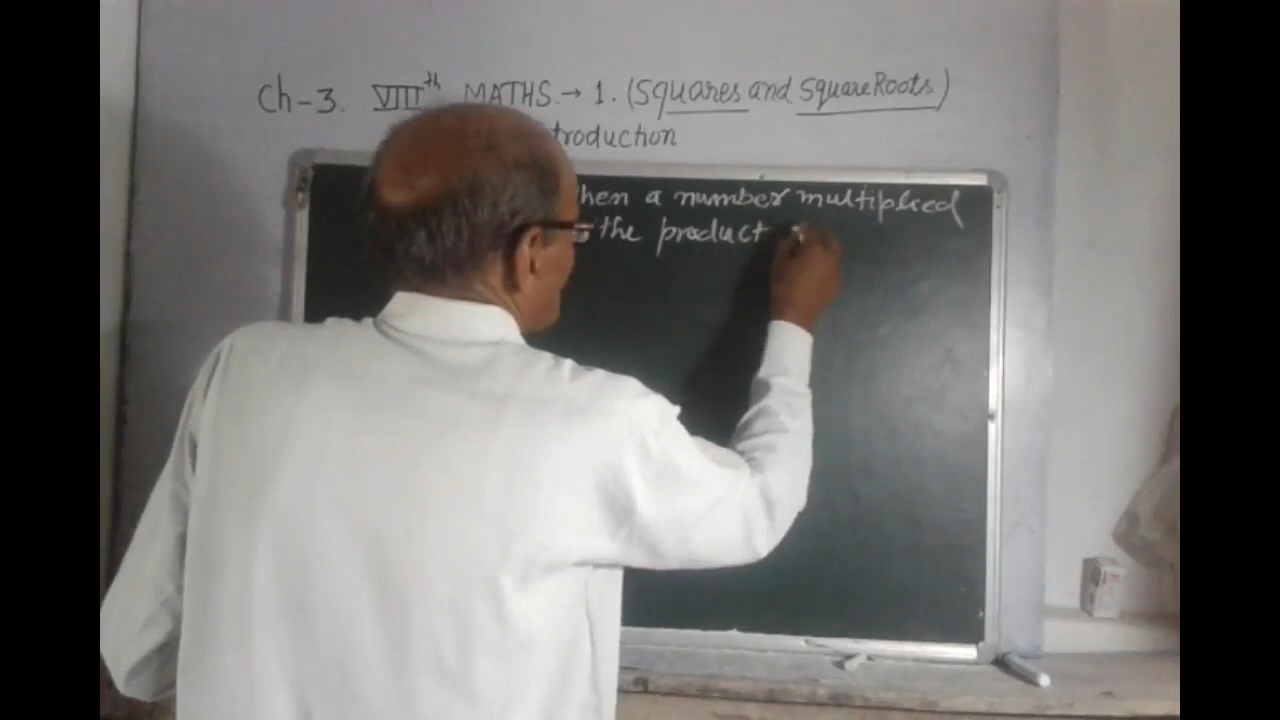 Ch-3. VIIIth MATHS → 1. (Squares and Square Roots)
troduction
hen a number multiplied
the product